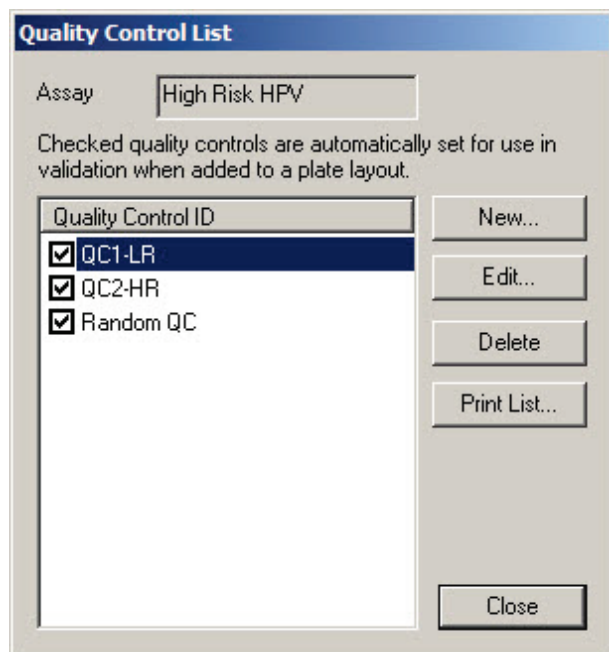 Quality Control List
Assay High Risk HPV
Checked quality controls are automatically set for use in
validation when added to a plate layout.
Quality Control ID
QC1-LR
QC2-HR
Random QC
New...
Edit...
Delete
Print List...
Close